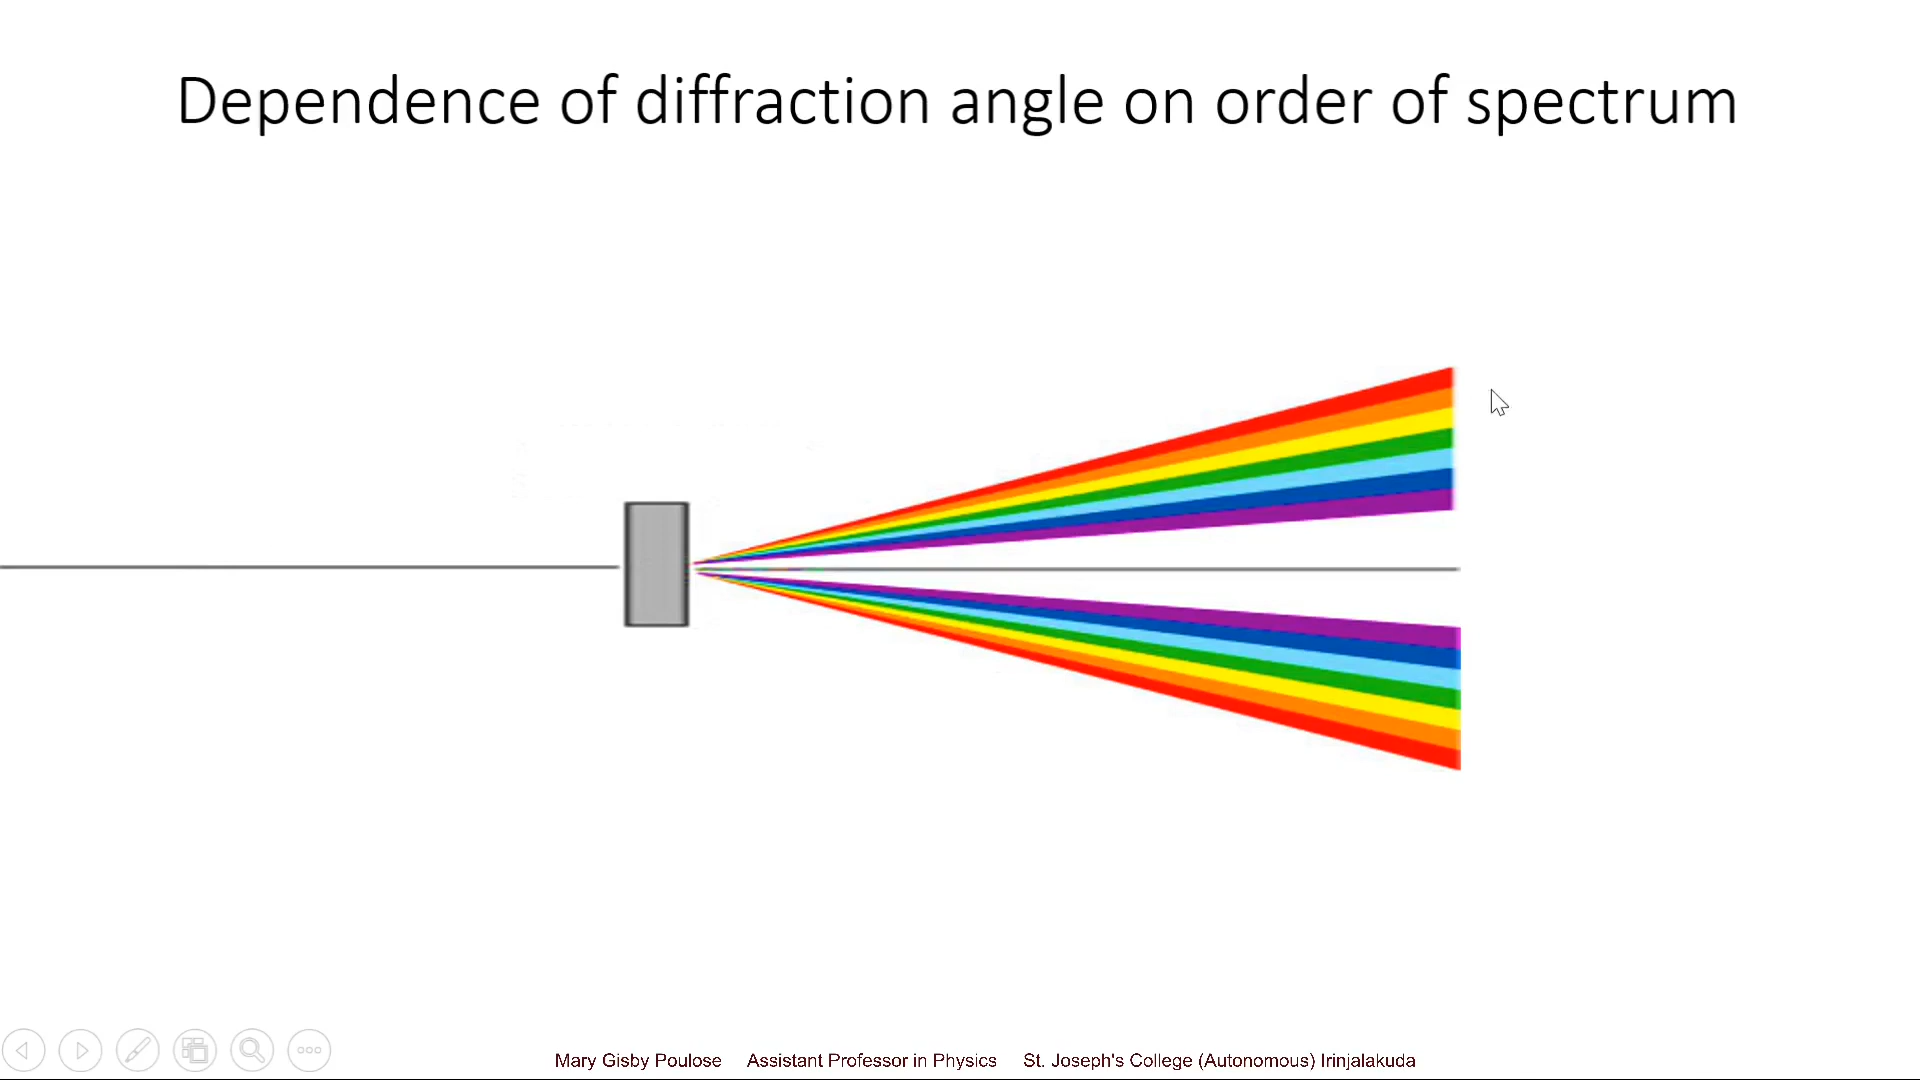 Dependence of diffraction angle on order of spectrum
Mary Gisby Poulose Assistant Professor in Physics St. Joseph's College (Autonomous) Irinjalakuda